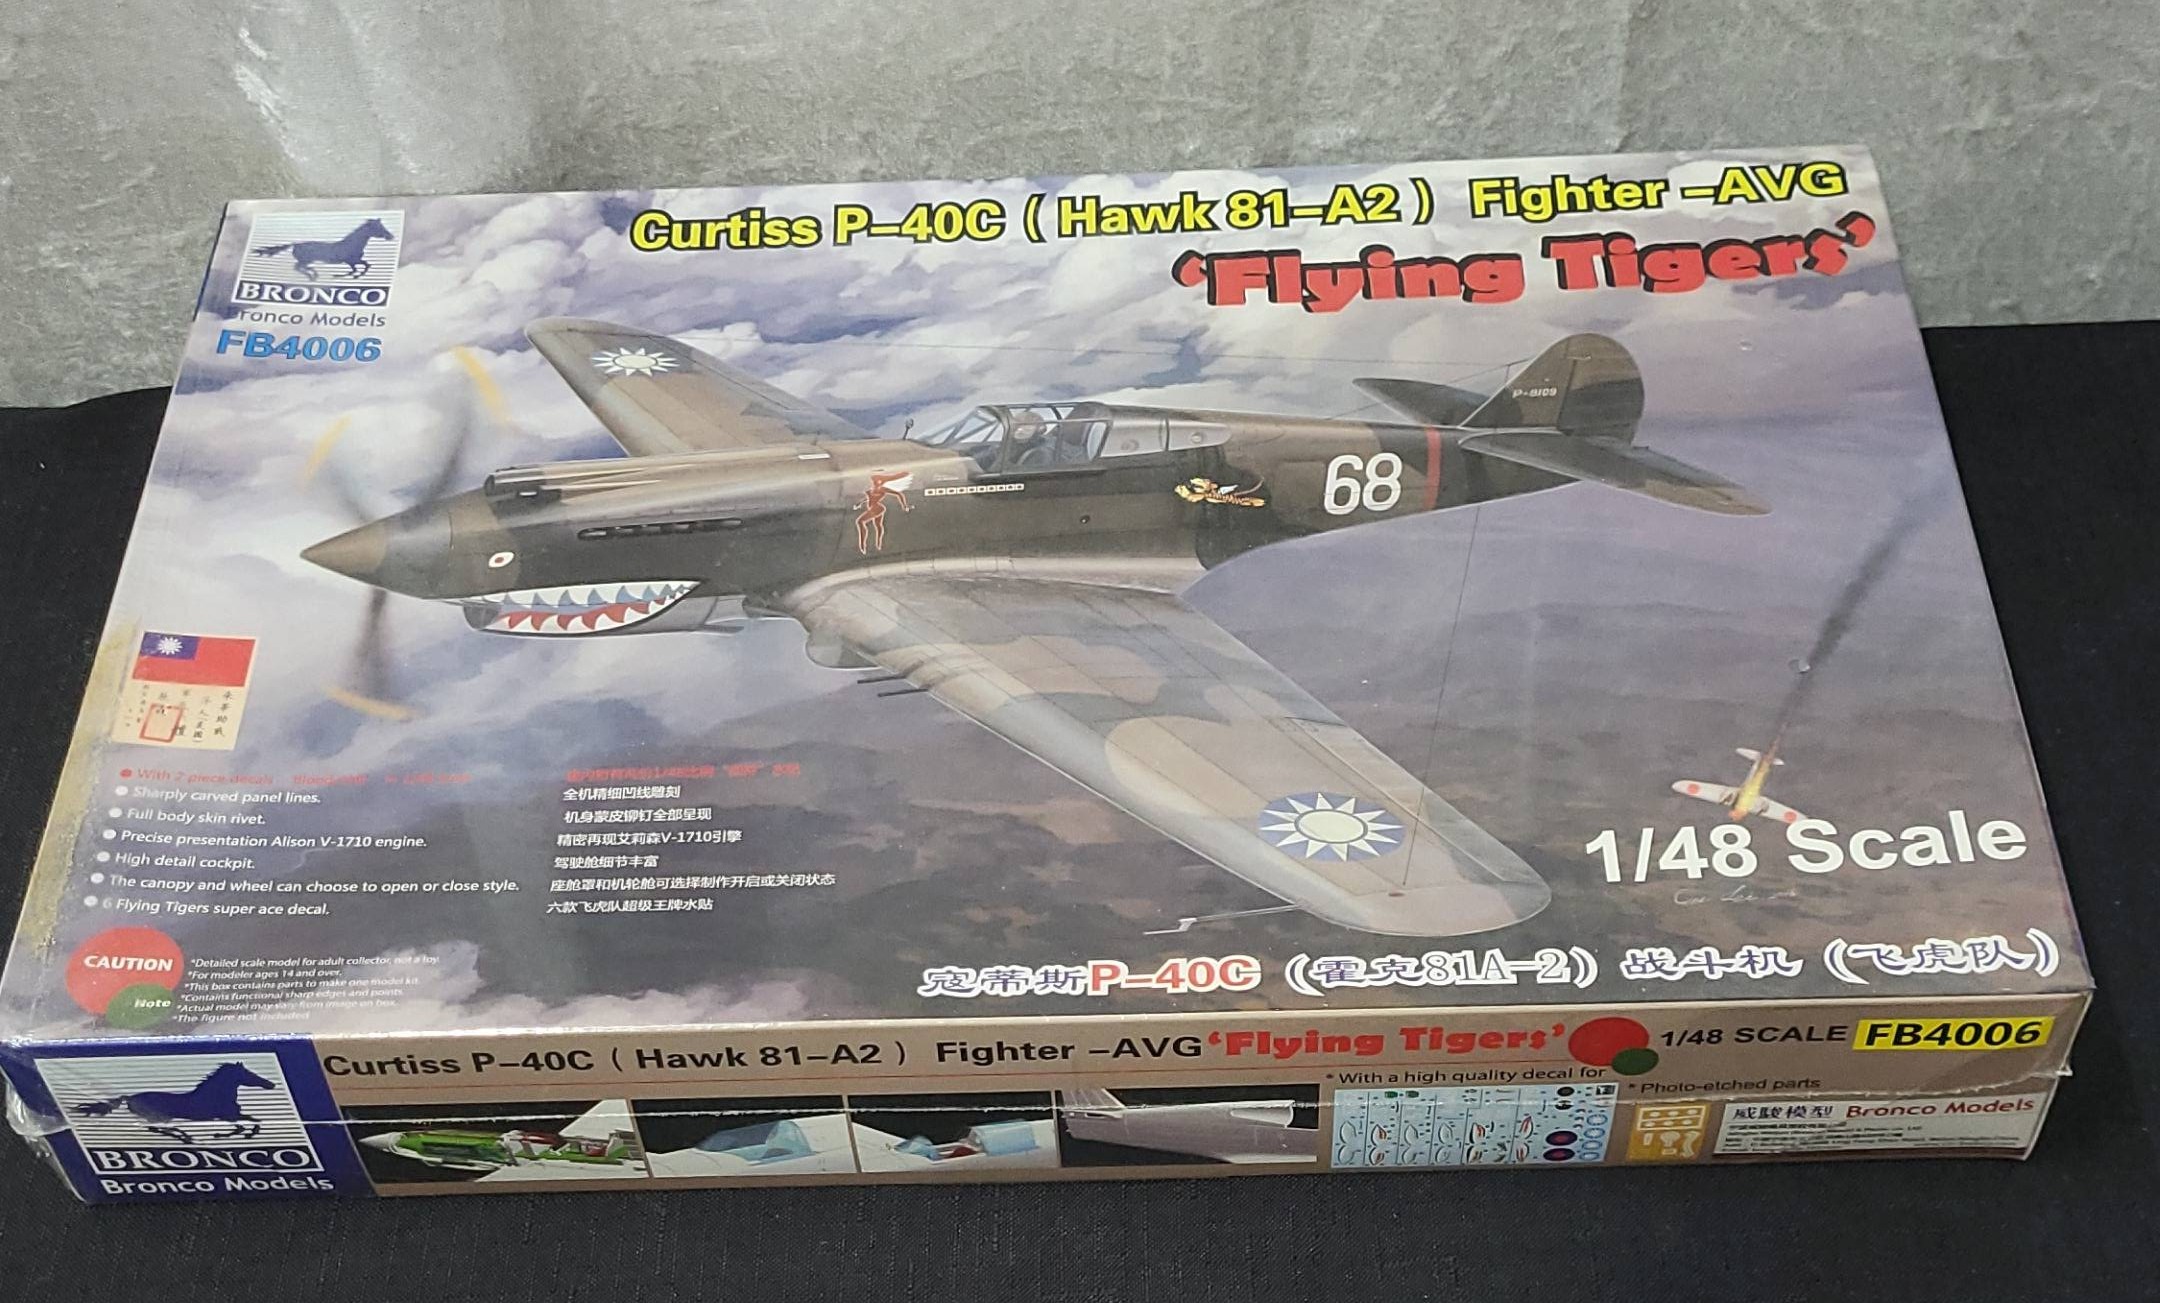 Curtiss P-40C ( Hawk 81-A2 ) Fighter -AVG
'Flying Tigers'
BRONCO
Bronco Models
FB4006
P-8109
68
With 2 piece decals
Sharply carved panel lines.
Full body skin rivet.
Precise presentation Alison V-1710 engine.
High detail cockpit.
The canopy and wheel can choose to open or close style.
6 Flying Tigers super ace decal.
全机精细凹线雕刻
机身蒙皮铆钉全部呈现
精密再现艾莉森V-1710引擎
驾驶舱细节丰富
座舱罩和机轮舱可选择制作开启或关闭状态
六款飞虎队超级王牌水贴
1/48 Scale
CAUTION
Note
*Detailed scale model for adult collector, not a toy.
*For modeler ages 14 and over.
*This box contains parts to make one model kit.
*Contains functional sharp edges and points.
*Actual model may vary from image on box.
*The figure not included
寇蒂斯P-40C (霍克81A-2) 战斗机 (飞虎队)
BRONCO
Bronco Models
Curtiss P-40C ( Hawk 81-A2 ) Fighter -AVG 'Flying Tigers'
1/48 SCALE FB4006
* With a high quality decal for
* Photo-etched parts
威骏模型 Bronco Models